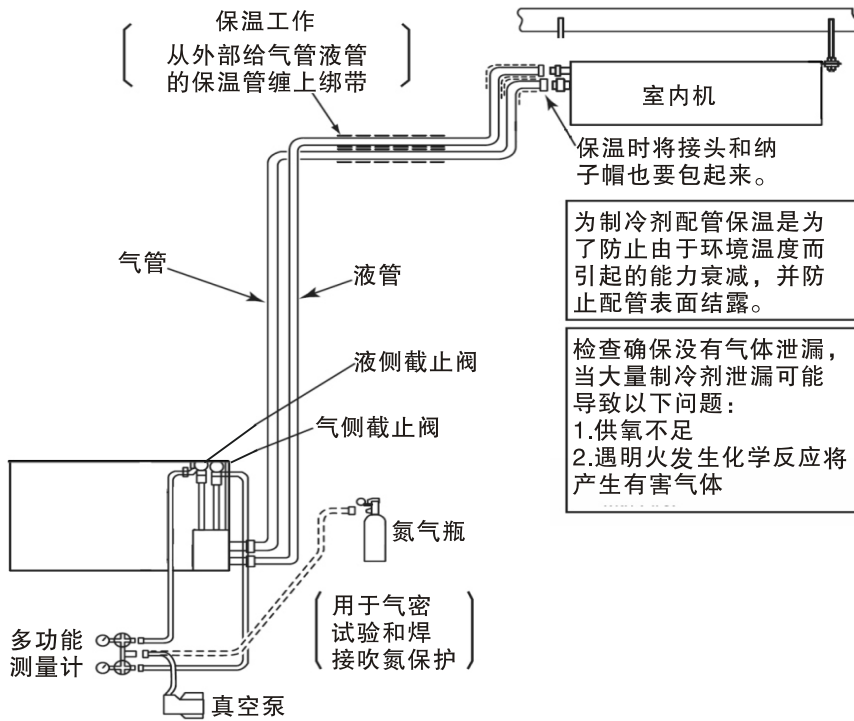 保温工作
从外部给气管液管
的保温管缠上绑带
室内机
保温时将接头和纳
子帽也要包起来。
为制冷剂配管保温是为
了防止由于环境温度而
引起的能力衰减，并防
止配管表面结露。
气管
液管
检查确保没有气体泄漏，
当大量制冷剂泄漏可能
导致以下问题：
1.供氧不足
2.遇明火发生化学反应将
产生有害气体
液侧截止阀
气侧截止阀
氮气瓶
用于气密
试验和焊
接吹氮保护
多功能
测量计
真空泵